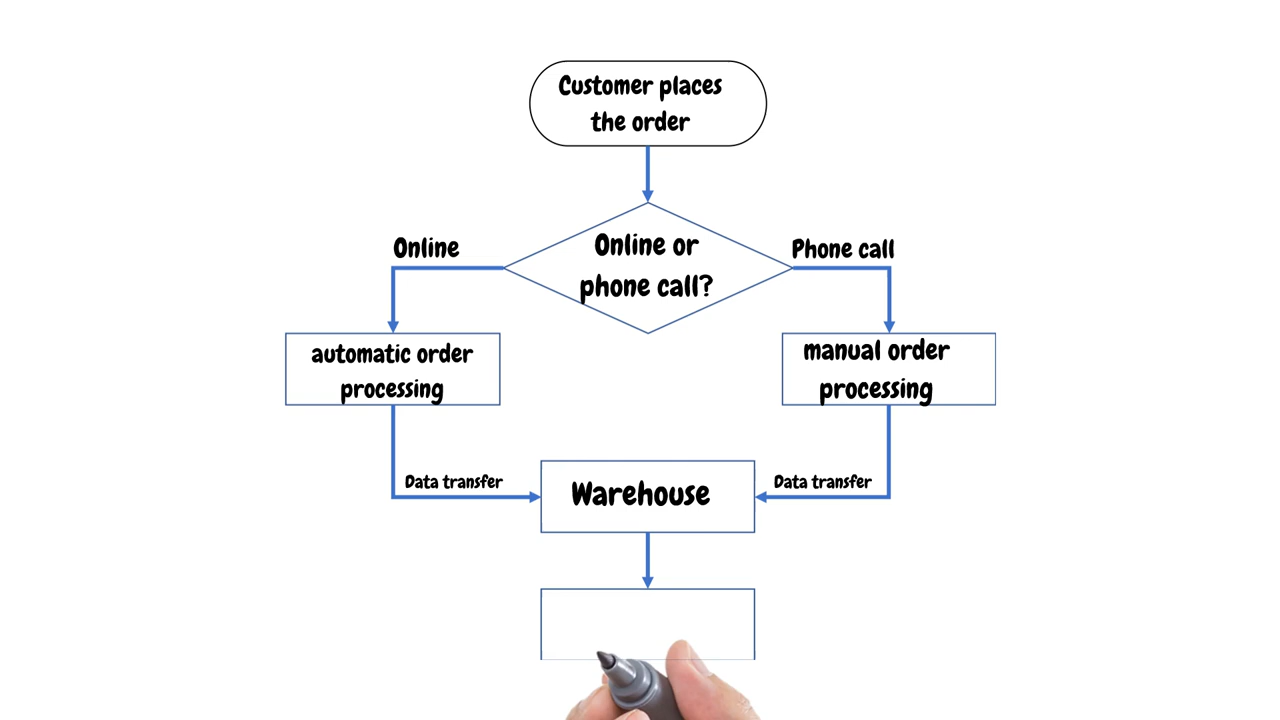 Customer places
the order
Online or
phone call?
Online
Phone call
automatic order
processing
manual order
processing
Data transfer
Data transfer
Warehouse